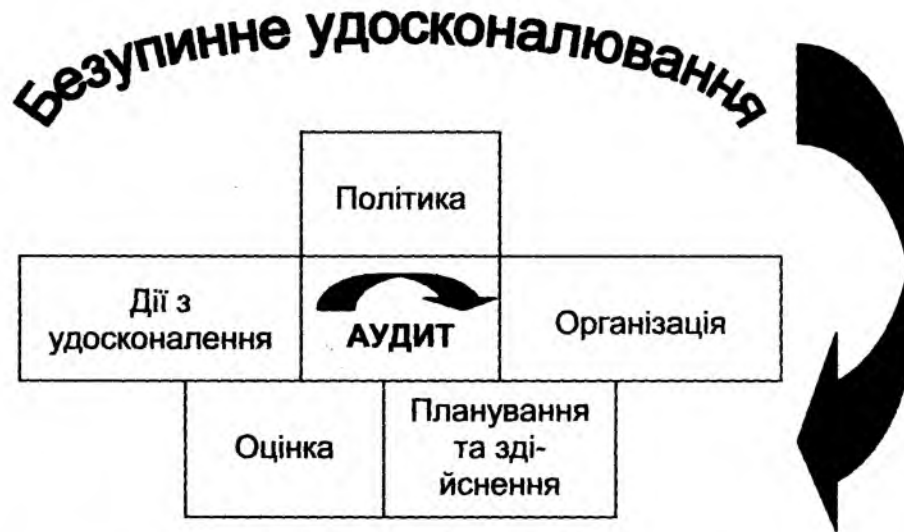 Безупинне удосконалювання
Політика
Дії з
удосконалення
АУДИТ
Організація
Оцінка
Планування
та зді-
йснення